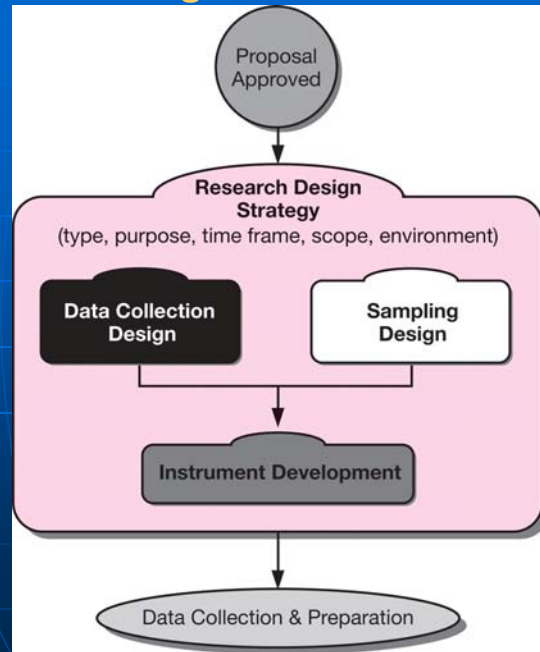 Proposal
Approved
Research Design
Strategy
(type, purpose, time frame, scope, environment)
Data Collection
Design
Sampling
Design
Instrument Development
Data Collection & Preparation